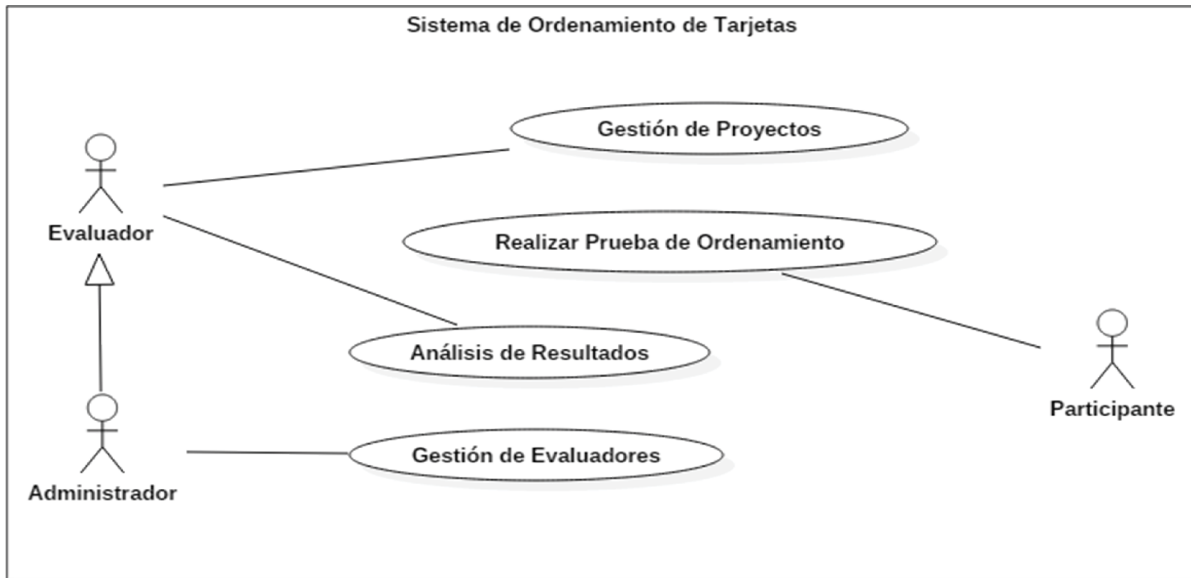 Sistema de Ordenamiento de Tarjetas
Gestión de Proyectos
Evaluador
Realizar Prueba de Ordenamiento
Análisis de Resultados
Participante
Gestión de Evaluadores
Administrador